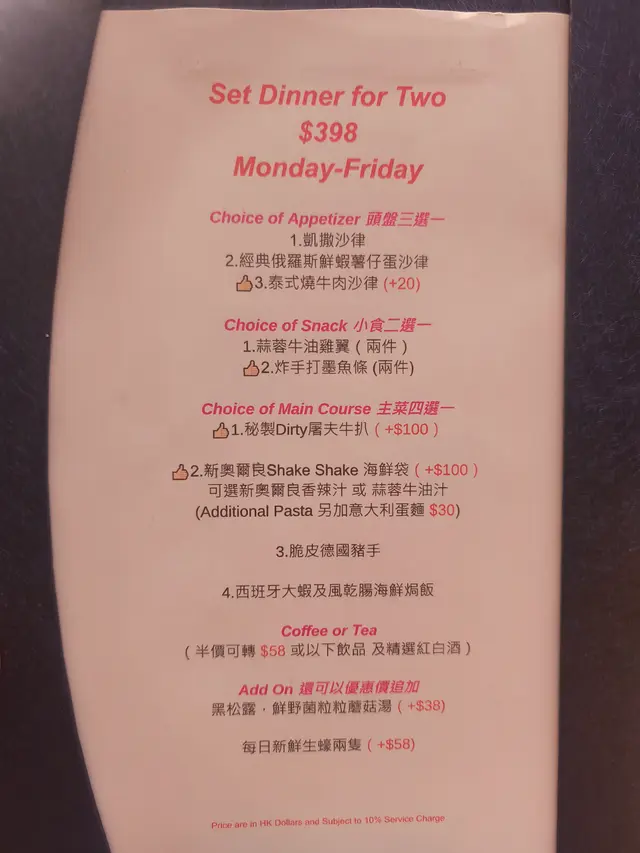 Set Dinner for Two
$398
Monday-Friday
Choice of Appetizer 頭盤三選一
1.凱撒沙律
2.經典俄羅斯鮮蝦薯仔蛋沙律
👍3.泰式燒牛肉沙律 (+20)
Choice of Snack 小食二選一
1.蒜蓉牛油雞翼 ( 兩件 )
👍2.炸手打墨魚條 (兩件)
Choice of Main Course 主菜四選一
👍1.秘製Dirty屠夫牛扒 ( +$100 )
👍2.新奧爾良Shake Shake 海鮮袋 ( +$100 )
可選新奧爾良香辣汁 或 蒜蓉牛油汁
(Additional Pasta 另加意大利蛋麵 $30)
3.脆皮德國豬手
4.西班牙大蝦及風乾腸海鮮焗飯
Coffee or Tea
( 半價可轉 $58 或以下飲品 及精選紅白酒 )
Add On 還可以優惠價追加
黑松露，鮮野菌粒粒蘑菇湯 ( +$38)
每日新鮮生蠔兩隻 ( +$58)
Price are in HK Dollars and Subject to 10% Service Charge